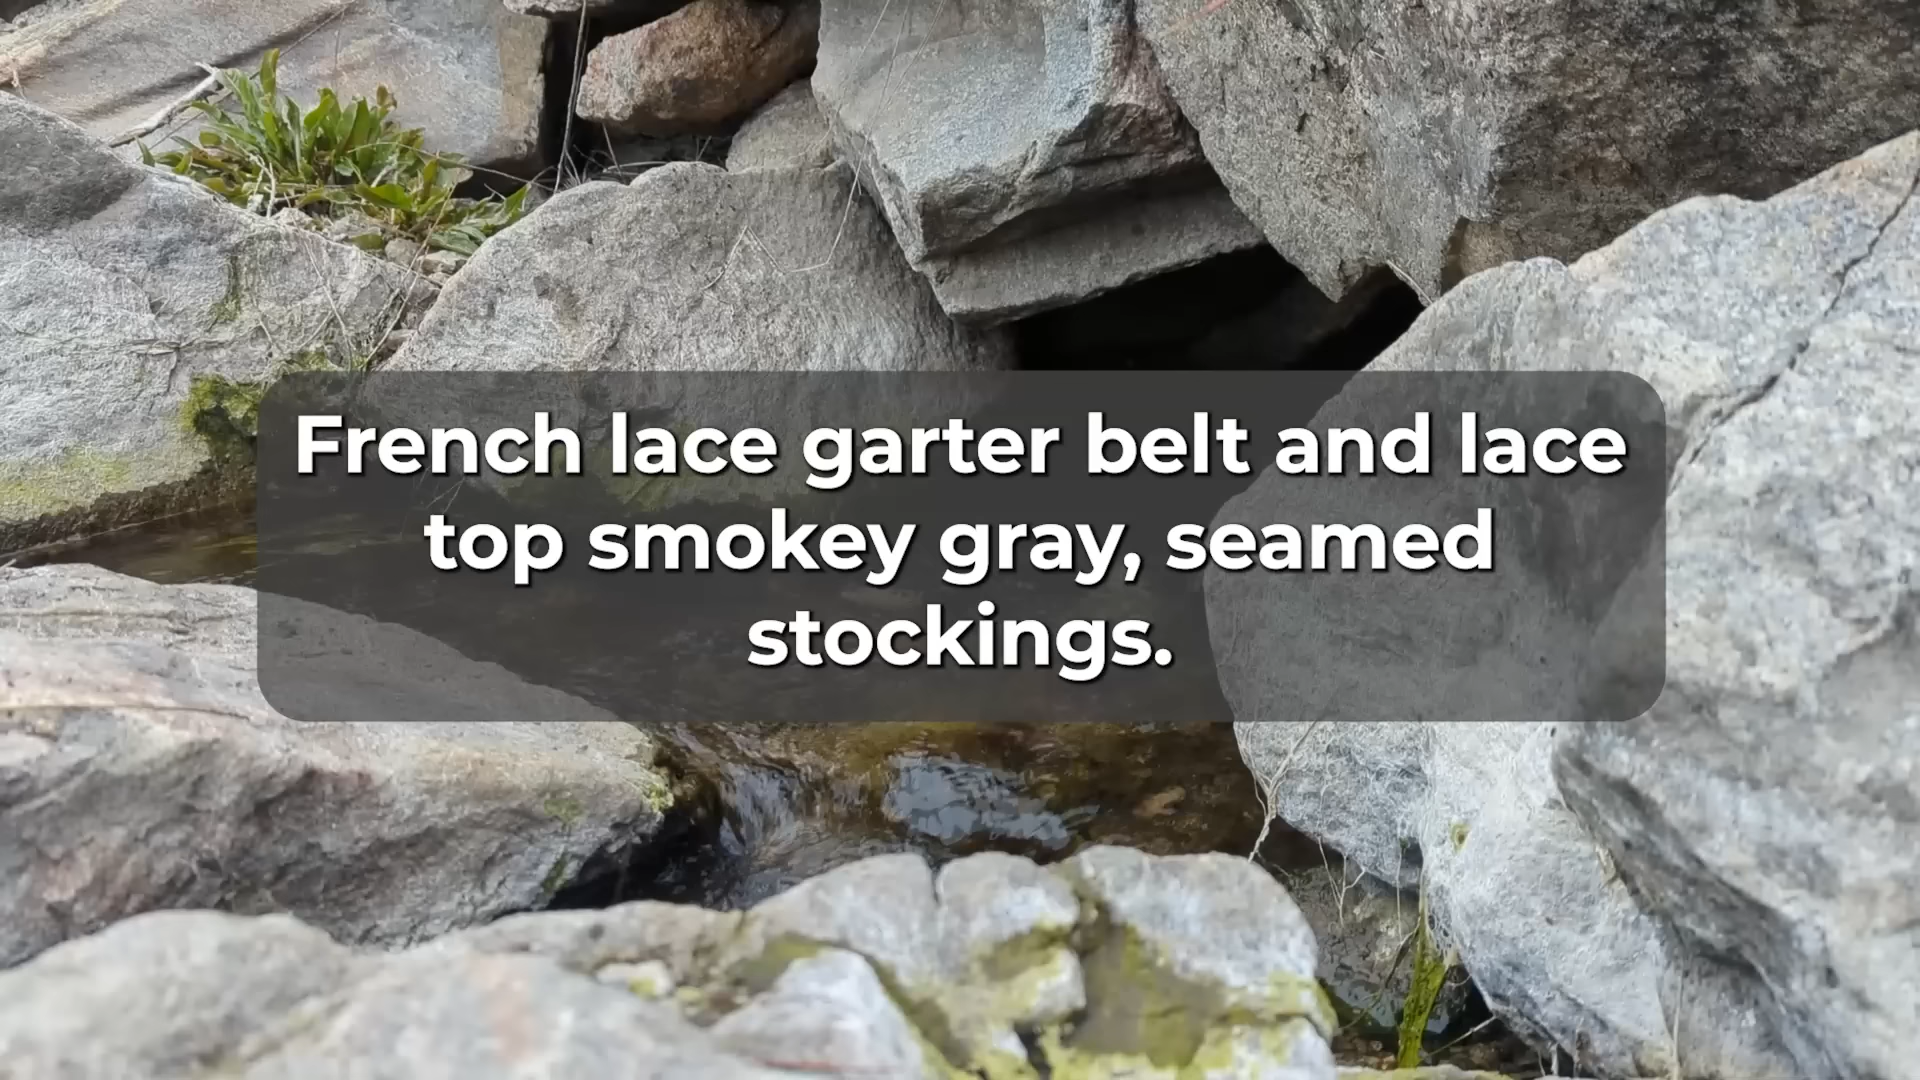 French lace garter belt and lace
top smokey gray, seamed
stockings.